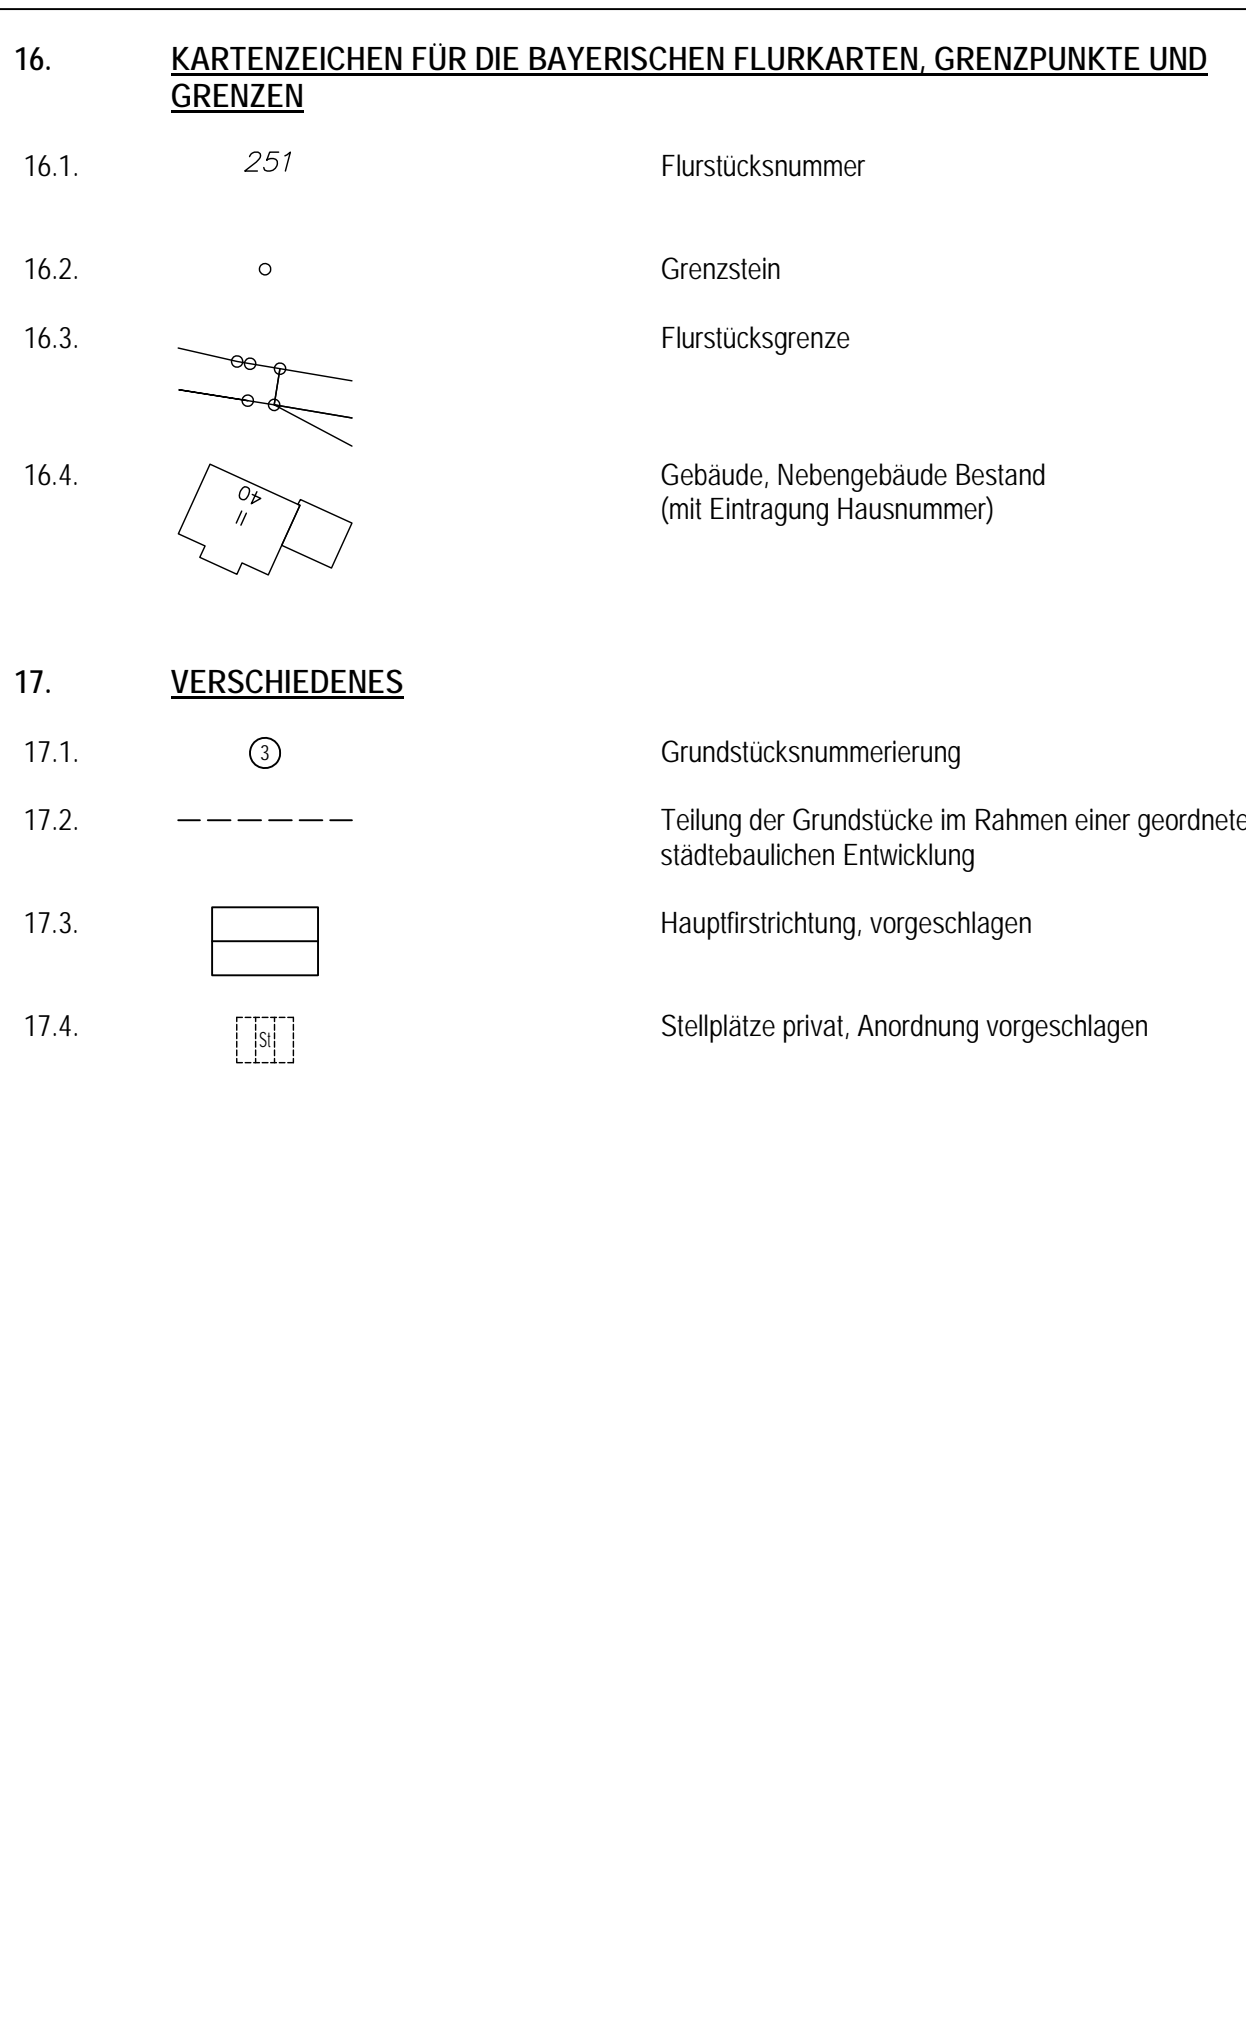 16. KARTENZEICHEN FÜR DIE BAYERISCHEN FLURKARTEN, GRENZPUNKTE UND
GRENZEN
16.1. 251 Flurstücksnummer
16.2. Grenzstein
16.3. Flurstücksgrenze
16.4. Gebäude, Nebengebäude Bestand
40 (mit Eintragung Hausnummer)
II
17. VERSCHIEDENES
17.1. 3 Grundstücksnummerierung
17.2. Teilung der Grundstücke im Rahmen einer geordnete
städtebaulichen Entwicklung
17.3. Hauptfirstrichtung, vorgeschlagen
17.4. St Stellplätze privat, Anordnung vorgeschlagen